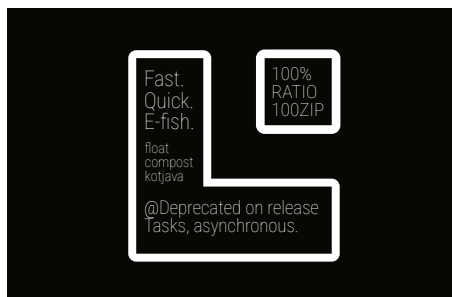 Fast.
Quick.
E-fish.
float
compost
kotjava
@Deprecated on release
Tasks, asynchronous.
100%
RATIO
100ZIP